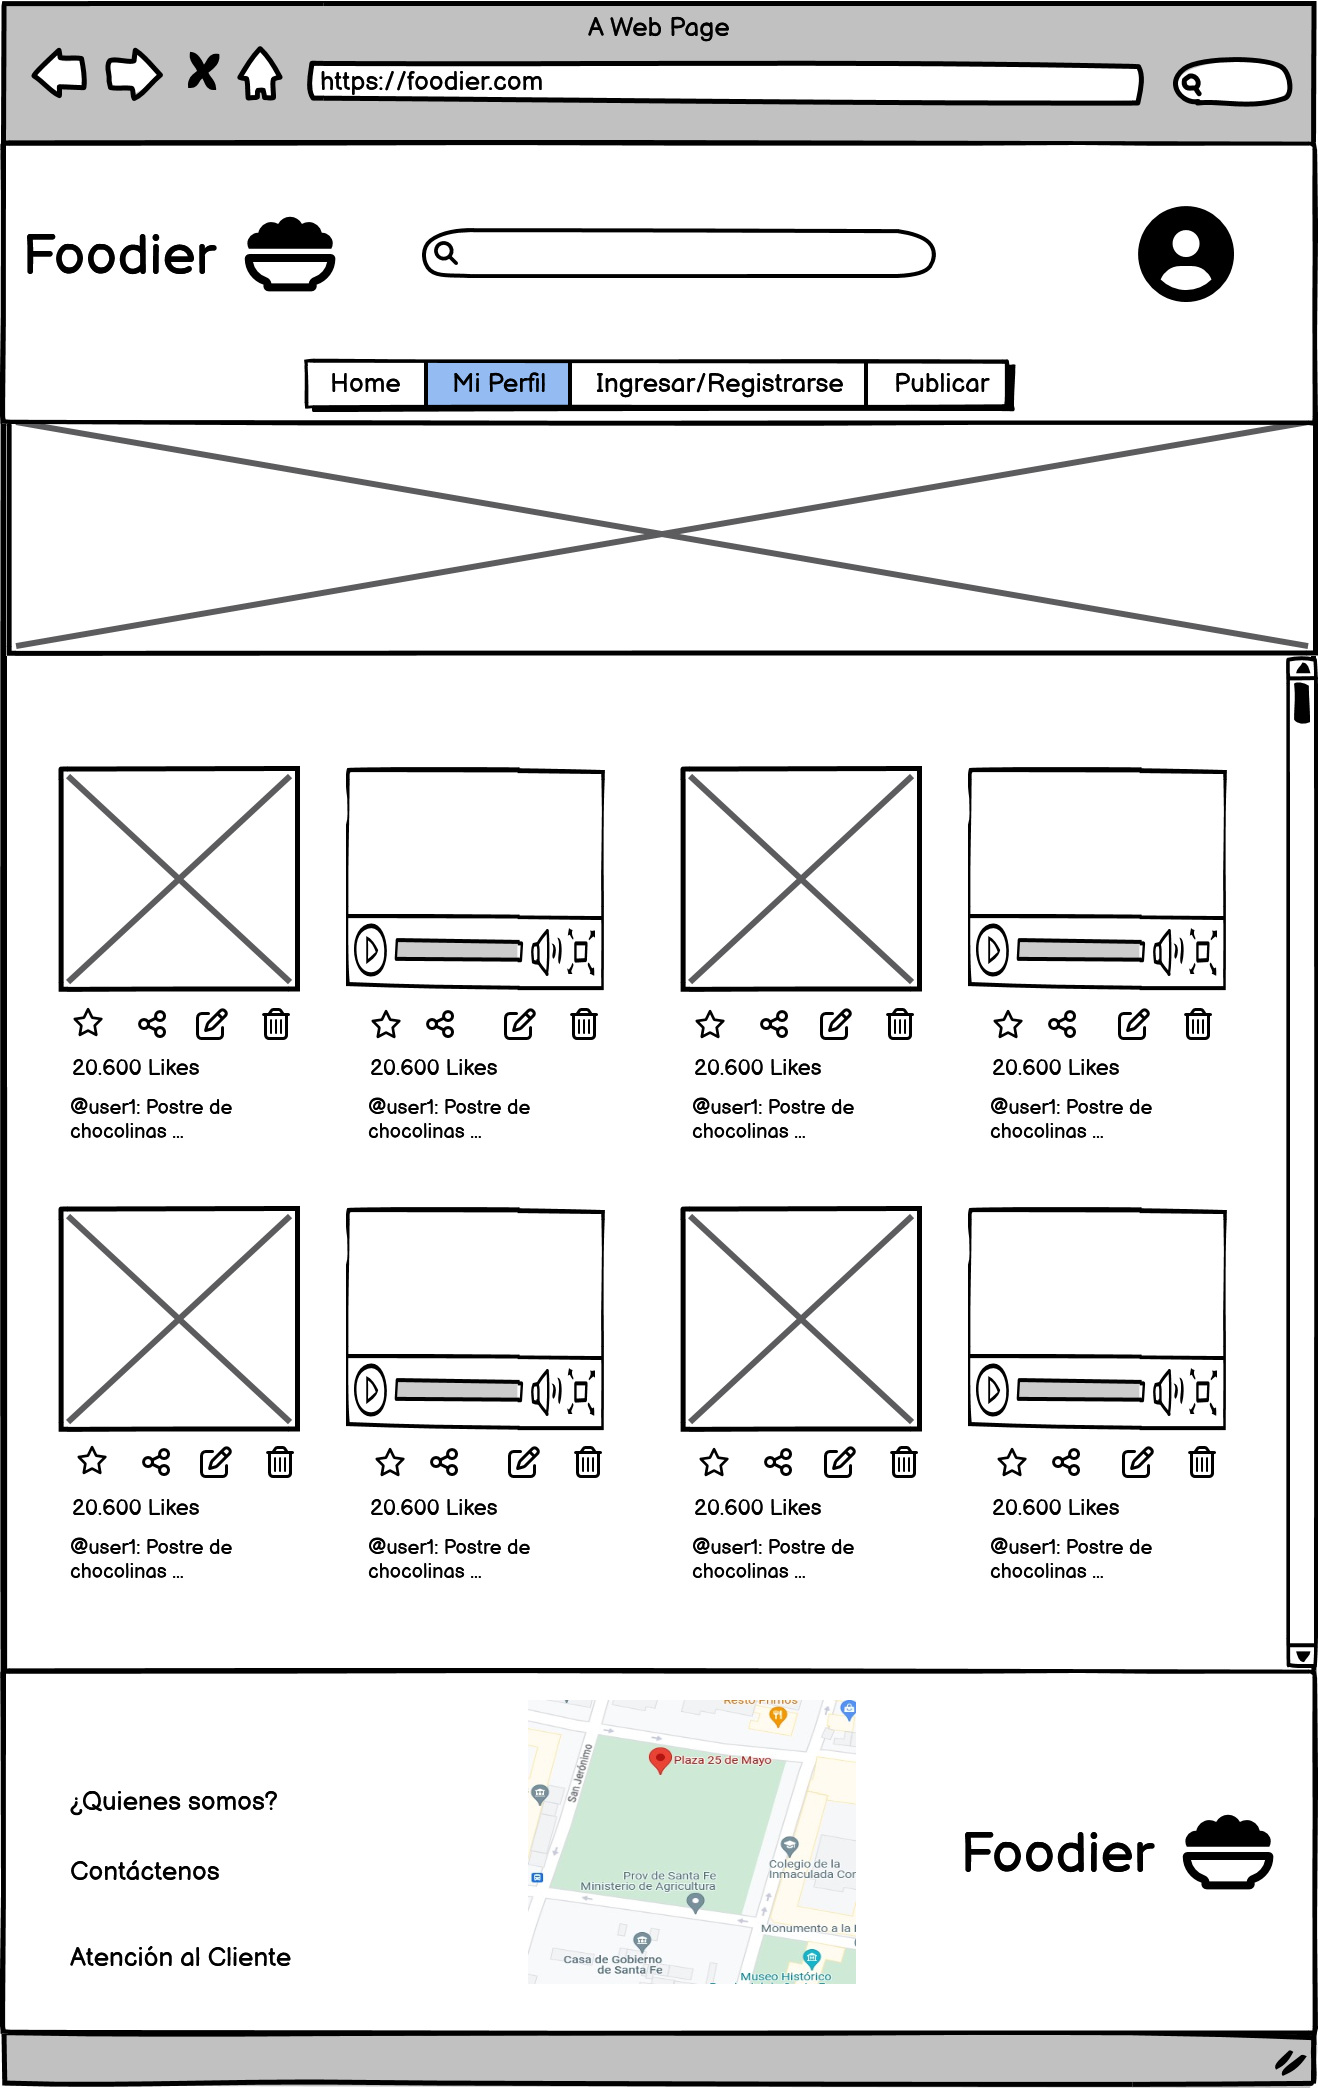 A Web Page
https://foodier.com
Foodier
Home
Mi Perfil
Ingresar/Registrarse
Publicar
20.600 Likes
20.600 Likes
20.600 Likes
20.600 Likes
@user1: Postre de
chocolinas ...
@user1: Postre de
chocolinas ...
@user1: Postre de
chocolinas ...
@user1: Postre de
chocolinas ...
20.600 Likes
20.600 Likes
20.600 Likes
20.600 Likes
@user1: Postre de
chocolinas ...
@user1: Postre de
chocolinas ...
@user1: Postre de
chocolinas ...
@user1: Postre de
chocolinas ...
¿Quienes somos?
Contáctenos
Atención al Cliente
Resto Primos
Plaza 25 de Mayo
San Jerónimo
Colegio de la
Inmaculada Con
Prov de Santa Fe
Ministerio de Agricultura
Monumento a la
Casa de Gobierno
de Santa Fe
Museo Histórico
Foodier